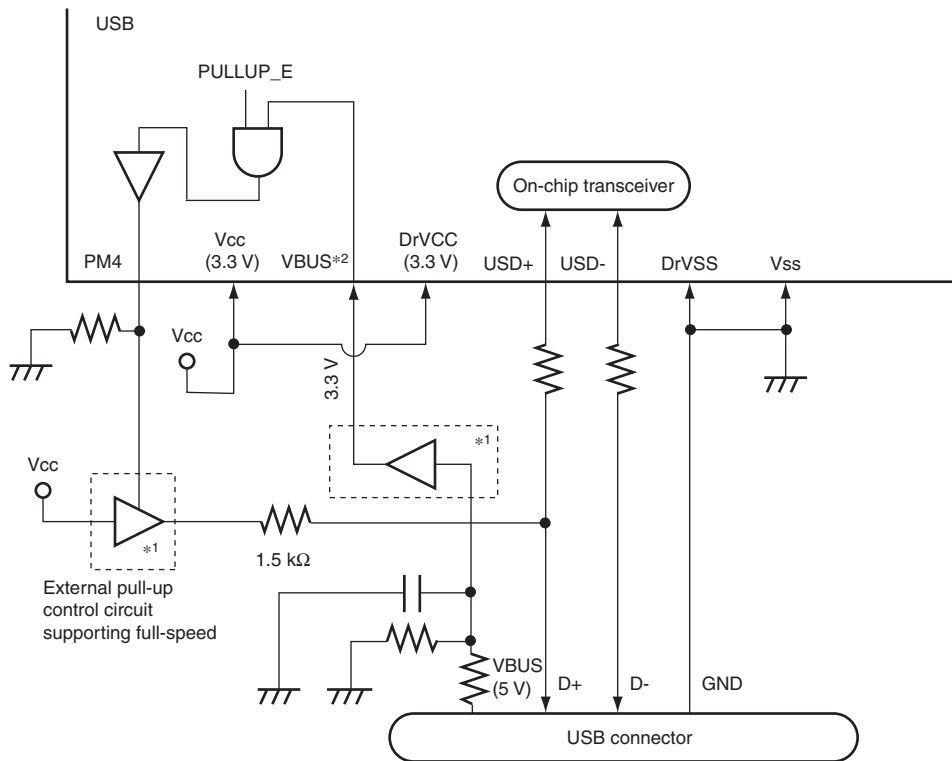 USB
PULLUP_E
On-chip transceiver
PM4
Vcc
(3.3 V)
VBUS*2
DrVCC
(3.3 V)
USD+
USD-
DrVSS
Vss
Vcc
3.3 V
*1
Vcc
*1
1.5 kΩ
External pull-up
control circuit
supporting full-speed
VBUS
(5 V)
D+
D-
GND
USB connector